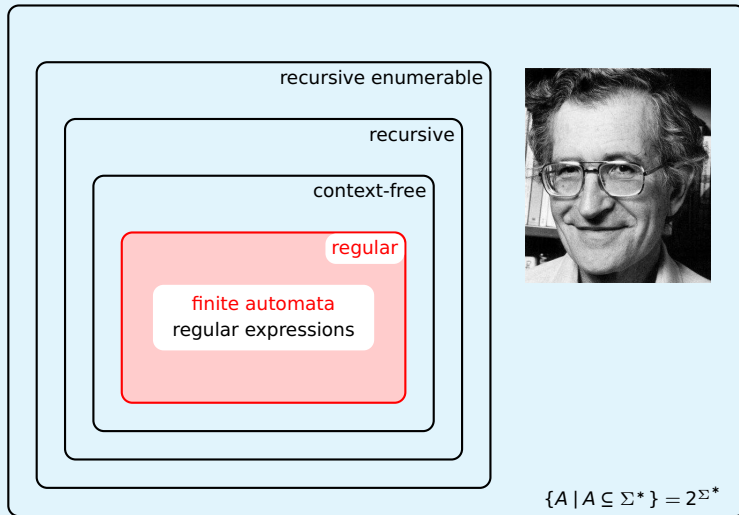 recursive enumerable
recursive
context-free
regular
finite automata
regular expressions
{A | A ⊆ Σ*} = 2^Σ*